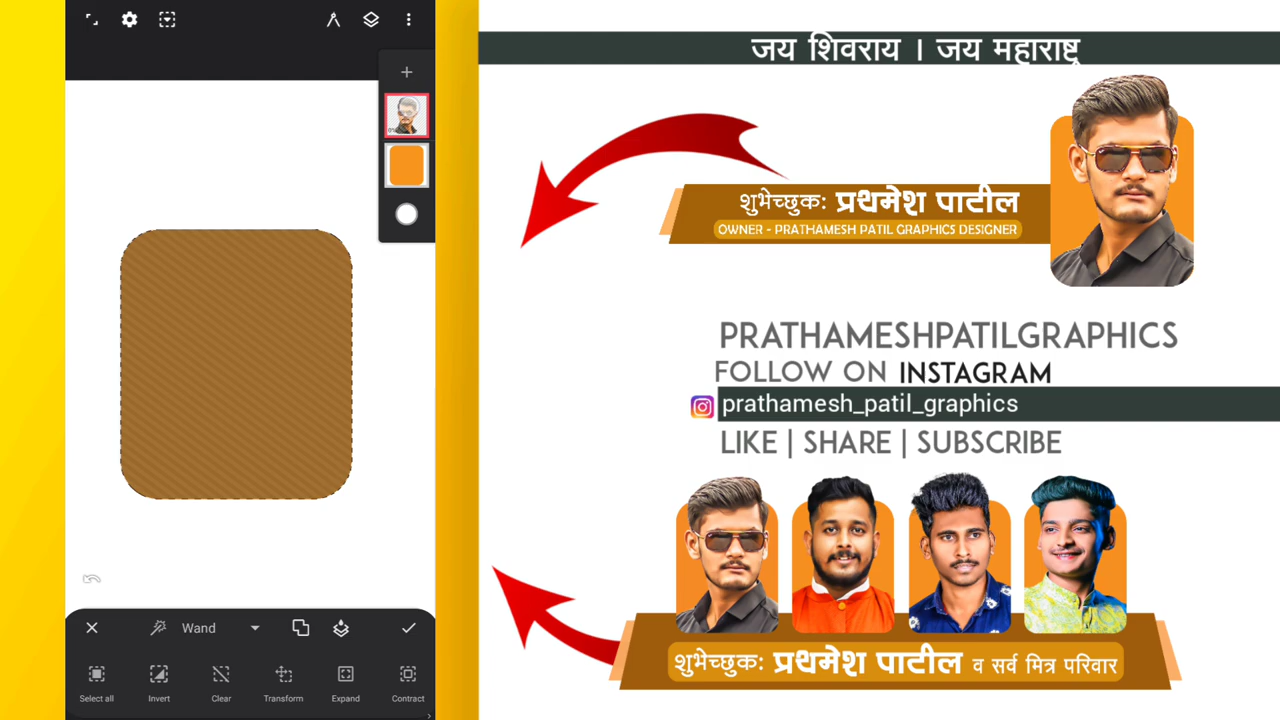 जय शिवराय । जय महाराष्ट्र
शुभेच्छुकः प्रथमेश पाटील
OWNER - PRATHAMESH PATIL GRAPHICS DESIGNER
PRATHAMESHPATILGRAPHICS
FOLLOW ON INSTAGRAM
prathamesh_patil_graphics
LIKE | SHARE | SUBSCRIBE
शुभेच्छुकः प्रथमेश पाटील व सर्व मित्र परिवार
Wand
Select all Invert Clear Transform Expand Contract